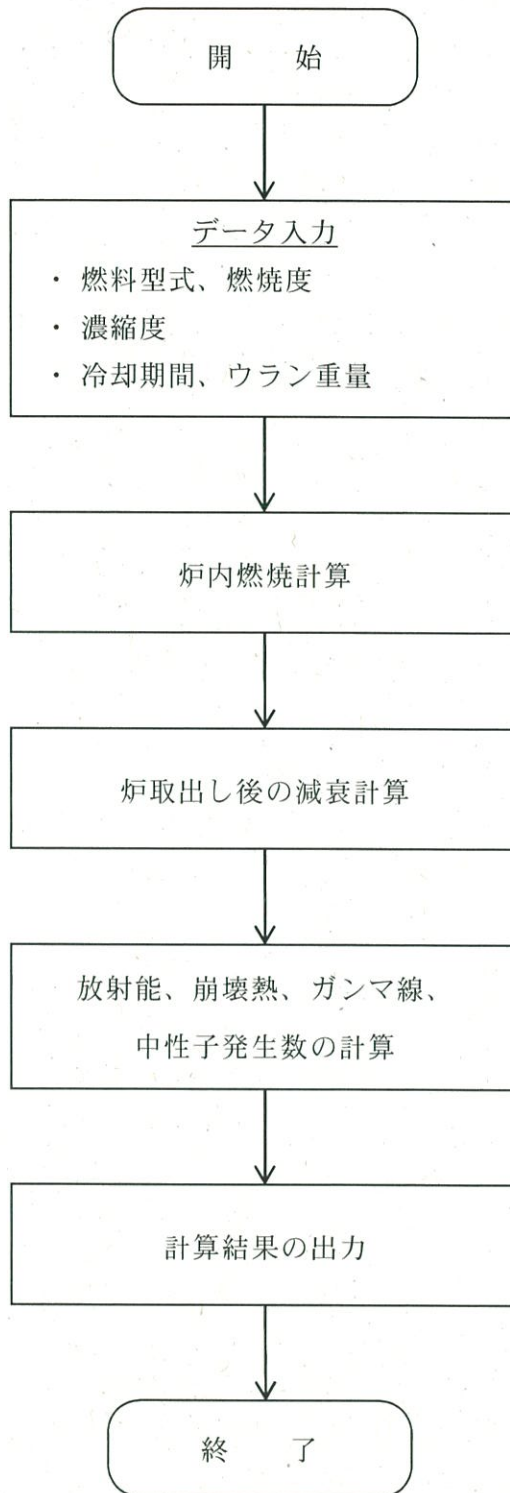 開　　始
データ入力
・ 燃料型式、燃焼度
・ 濃縮度
・ 冷却期間、ウラン重量
炉内燃焼計算
炉取出し後の減衰計算
放射能、崩壊熱、ガンマ線、
中性子発生数の計算
計算結果の出力
終　　了